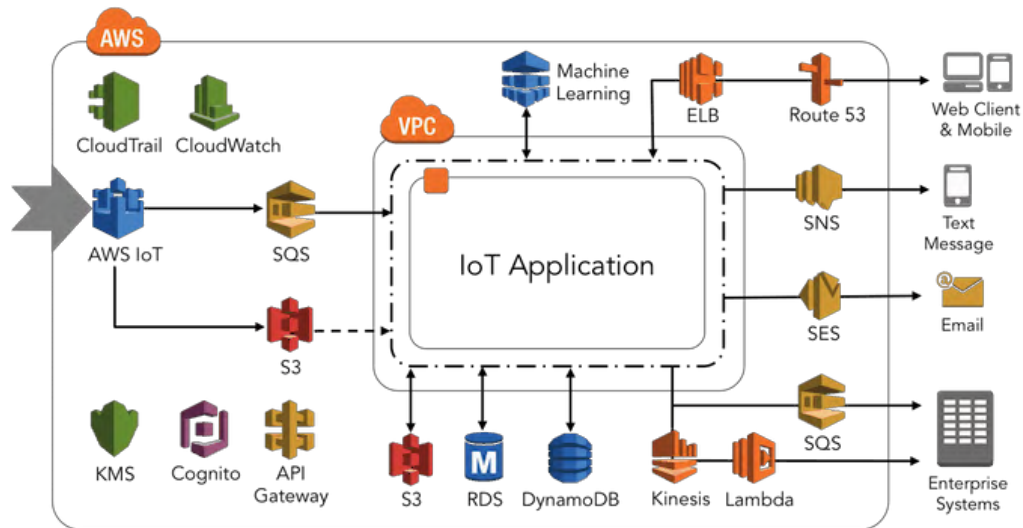 AWS
CloudTrail
CloudWatch
Machine
Learning
ELB
Route 53
Web Client
& Mobile
VPC
AWS IoT
SQS
IoT Application
SNS
Text
Message
S3
SES
@
Email
KMS
Cognito
API
Gateway
S3
M
RDS
DynamoDB
Kinesis
Lambda
SQS
Enterprise
Systems